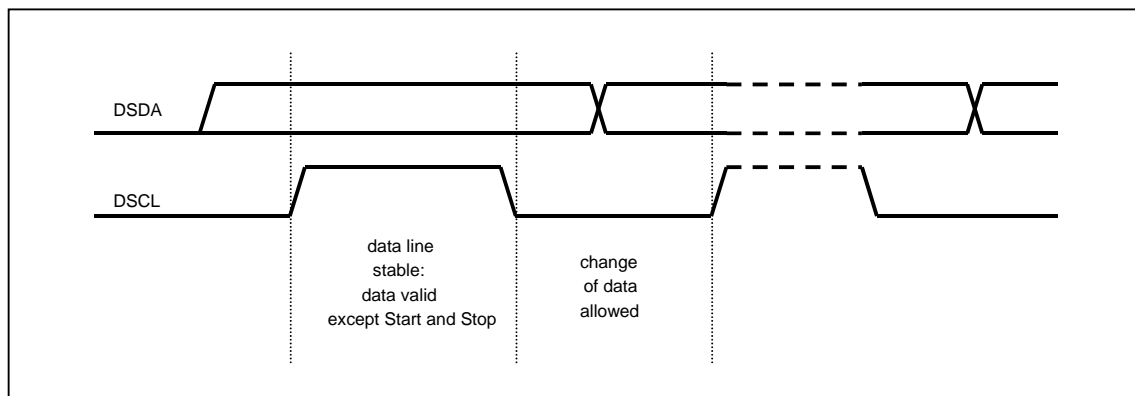 DSDA
DSCL
data line
stable:
data valid
except Start and Stop
change
of data
allowed